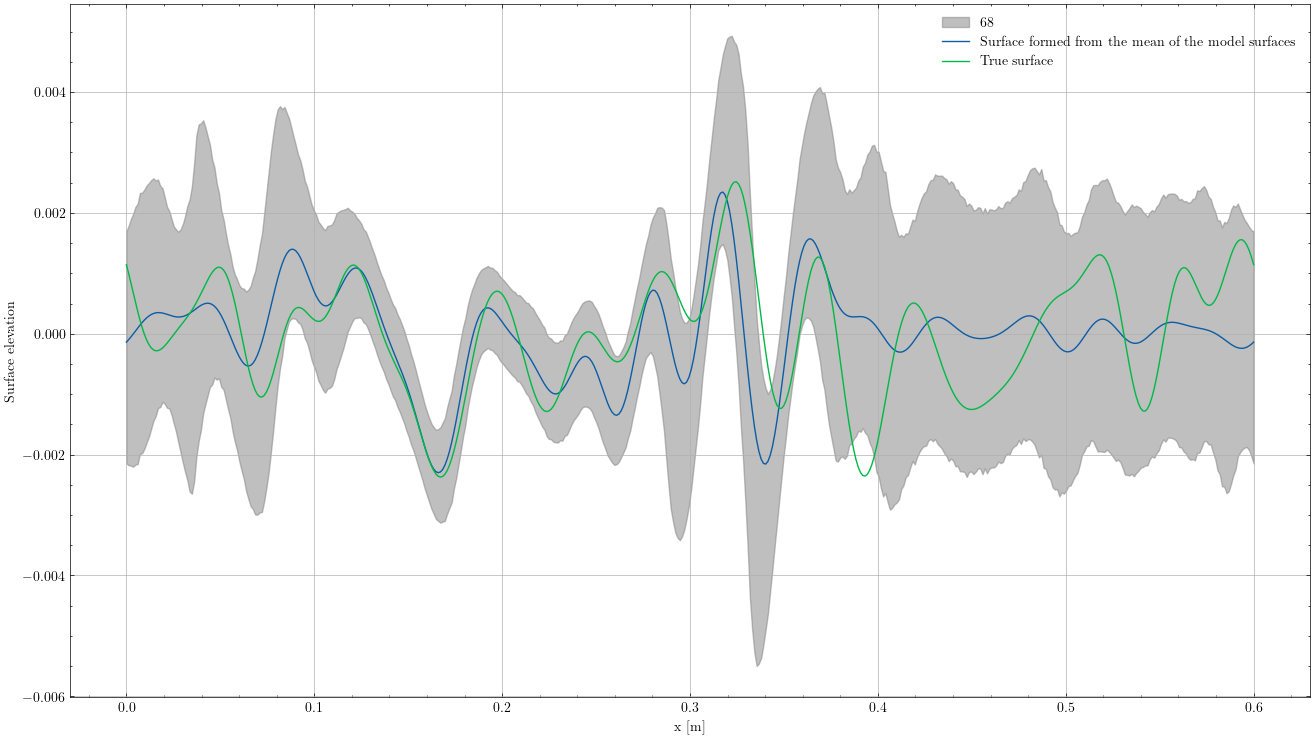 68
Surface formed from the mean of the model surfaces
True surface
0.004
0.002
0.000
−0.002
−0.004
−0.006
Surface elevation
0.0 0.1 0.2 0.3 0.4 0.5 0.6
x [m]